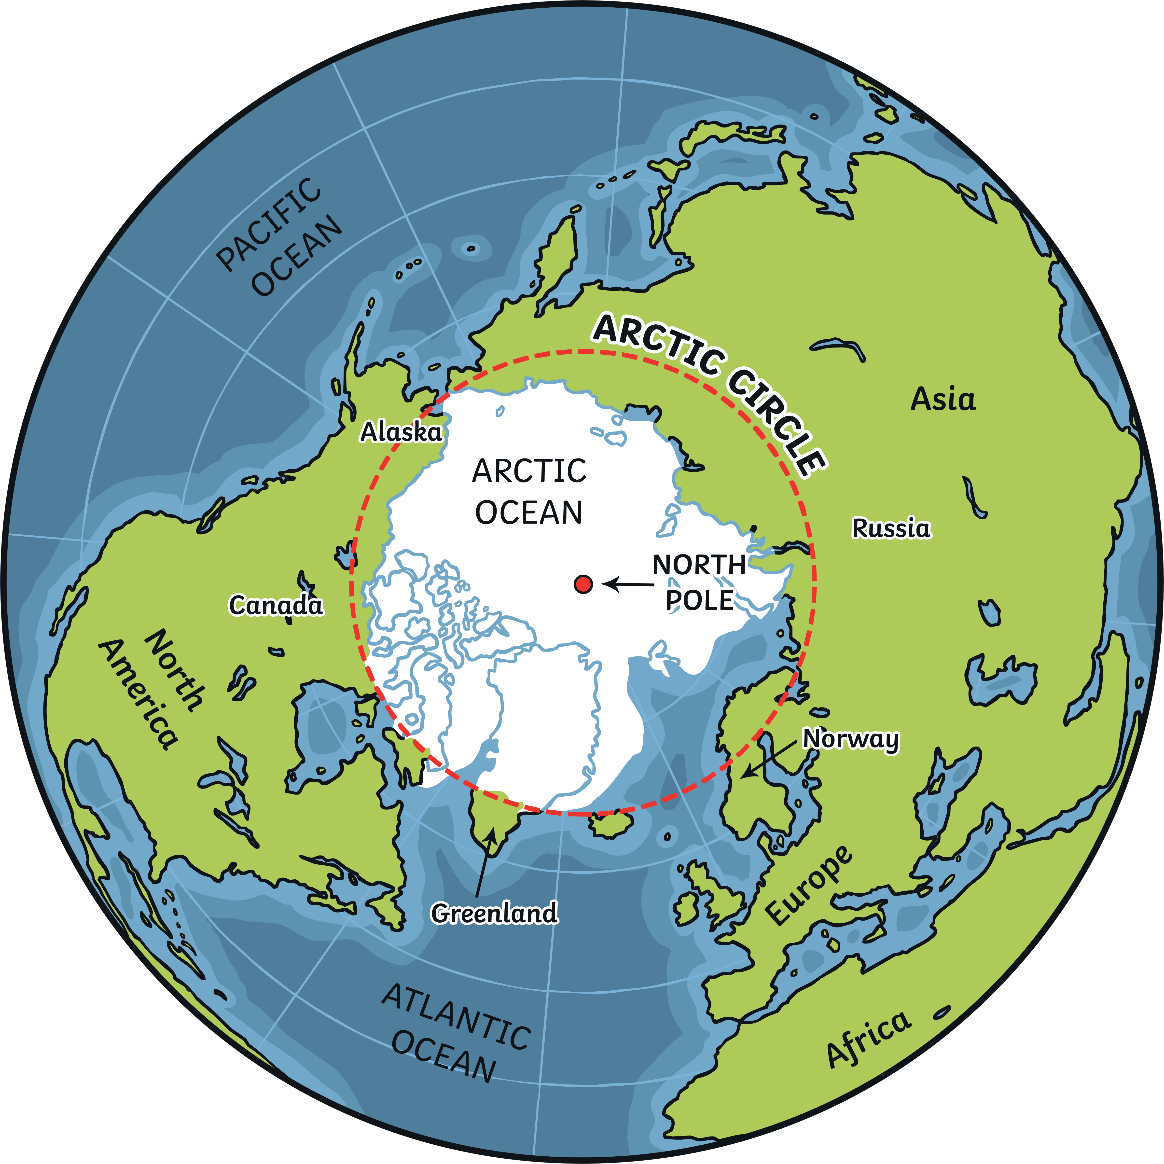 PACIFIC
OCEAN
ARCTIC CIRCLE
Asia
Alaska
ARCTIC
OCEAN
Russia
NORTH
POLE
Canada
North
America
Norway
Europe
Greenland
ATLANTIC
OCEAN
Africa